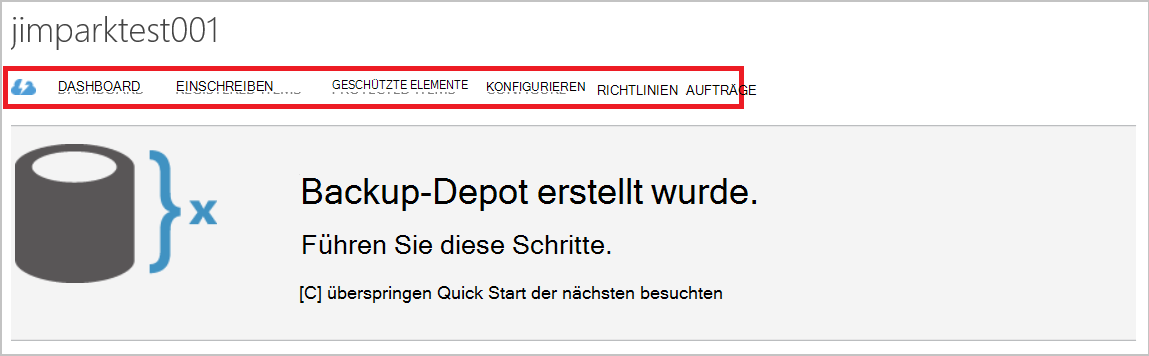 jimparktest001
DASHBOARD EINSCHREIBEN GESCHÜTZTE ELEMENTE KONFIGURIEREN RICHTLINIEN AUFTRÄGE
Backup-Depot erstellt wurde.
Führen Sie diese Schritte.
[C] überspringen Quick Start der nächsten besuchten